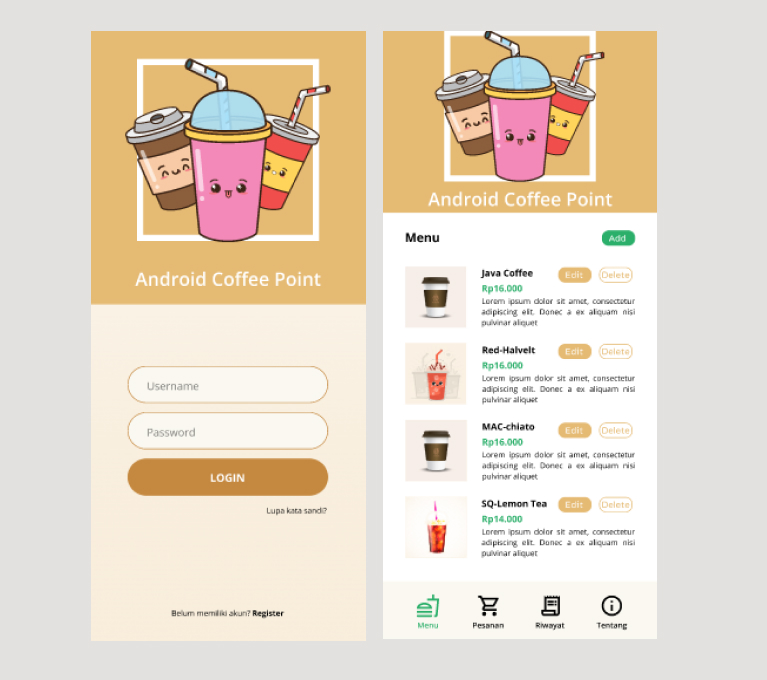 Android Coffee Point
Username
Password
LOGIN
Lupa kata sandi?
Belum memiliki akun? Register
Android Coffee Point
Menu
Add
Java Coffee
Edit
Delete
Rp16.000
Lorem ipsum dolor sit amet, consectetur
adipiscing elit. Donec a ex aliquam nisi
pulvinar aliquet
Red-Halvelt
Edit
Delete
Rp16.000
Lorem ipsum dolor sit amet, consectetur
adipiscing elit. Donec a ex aliquam nisi
pulvinar aliquet
MAC-chiato
Edit
Delete
Rp16.000
Lorem ipsum dolor sit amet, consectetur
adipiscing elit. Donec a ex aliquam nisi
pulvinar aliquet
SQ-Lemon Tea
Edit
Delete
Rp14.000
Lorem ipsum dolor sit amet, consectetur
adipiscing elit. Donec a ex aliquam nisi
pulvinar aliquet
Menu
Pesanan
Riwayat
Tentang